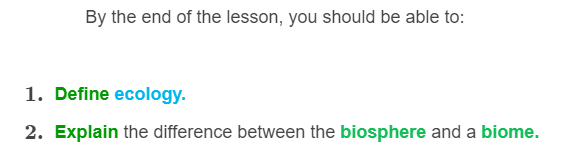 By the end of the lesson, you should be able to:
1. Define ecology.
2. Explain the difference between the biosphere and a biome.